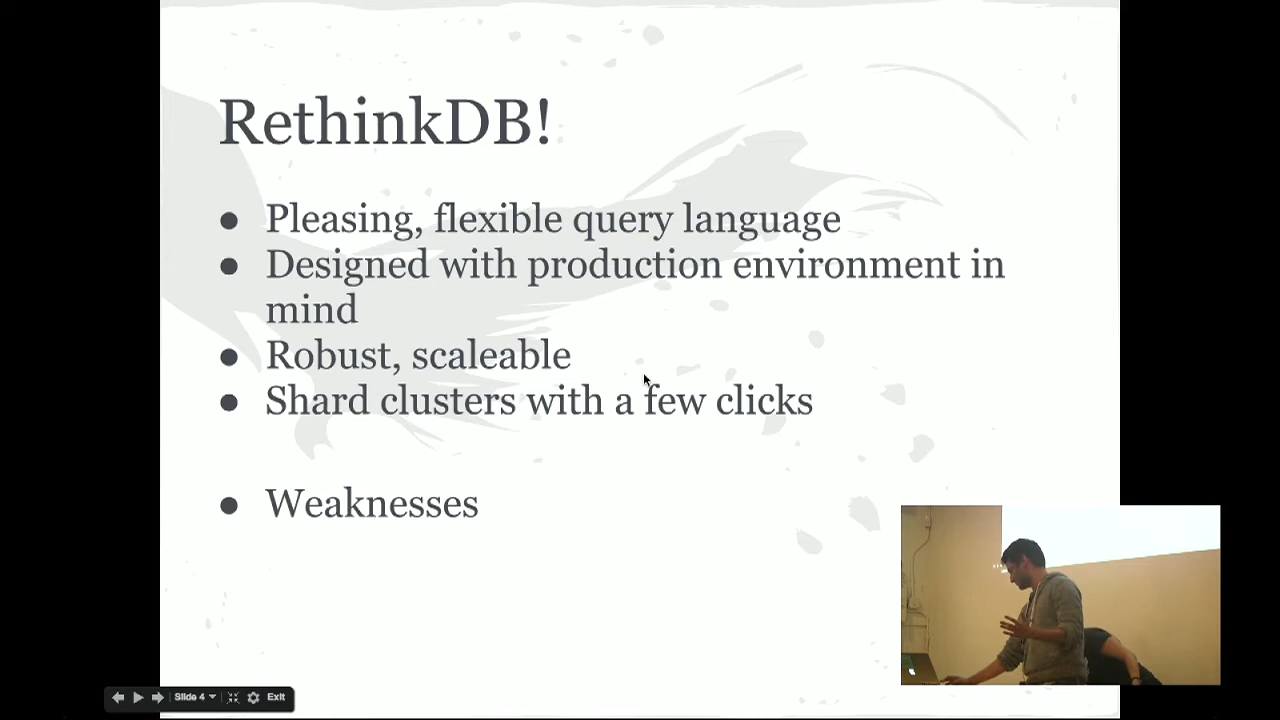 RethinkDB!
● Pleasing, flexible query language
● Designed with production environment in
mind
● Robust, scaleable
● Shard clusters with a few clicks
● Weaknesses
Slide 4
Exit